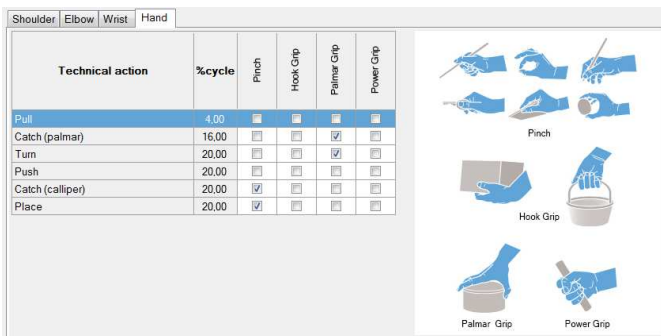 Shoulder Elbow Wrist Hand
Technical action %cycle Pinch Hook Grip Palmar Grip Power Grip
Pull 4,00
Catch (palmar) 16,00
Turn 20,00
Push 20,00
Catch (calliper) 20,00
Place 20,00
Pinch
Hook Grip
Palmar Grip Power Grip